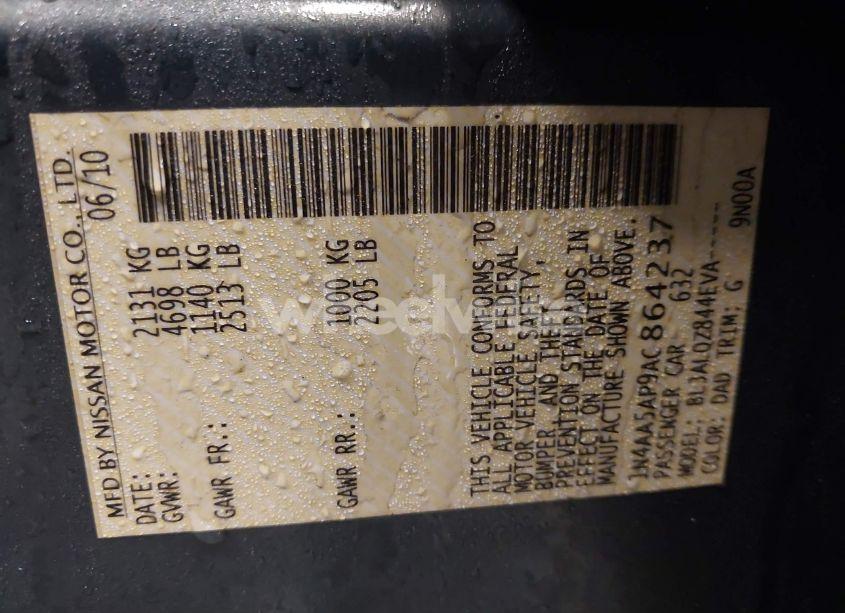 MFD BY NISSAN MOTOR CO., LTD.
DATE: 06/10
GVWR: 2131 KG
4698 LB
GAWR FR.: 1140 KG
2513 LB
GAWR RR.: 1000 KG
2205 LB
THIS VEHICLE CONFORMS TO
ALL APPLICABLE FEDERAL
MOTOR VEHICLE SAFETY,
BUMPER, AND THEFT
PREVENTION STANDARDS IN
EFFECT ON THE DATE OF
MANUFACTURE SHOWN ABOVE.
1N4AA5AP9AC864237
PASSENGER CAR 632
MODEL: BL3ALQZ844EVA-----
COLOR: DAD TRIM: G 9N00A